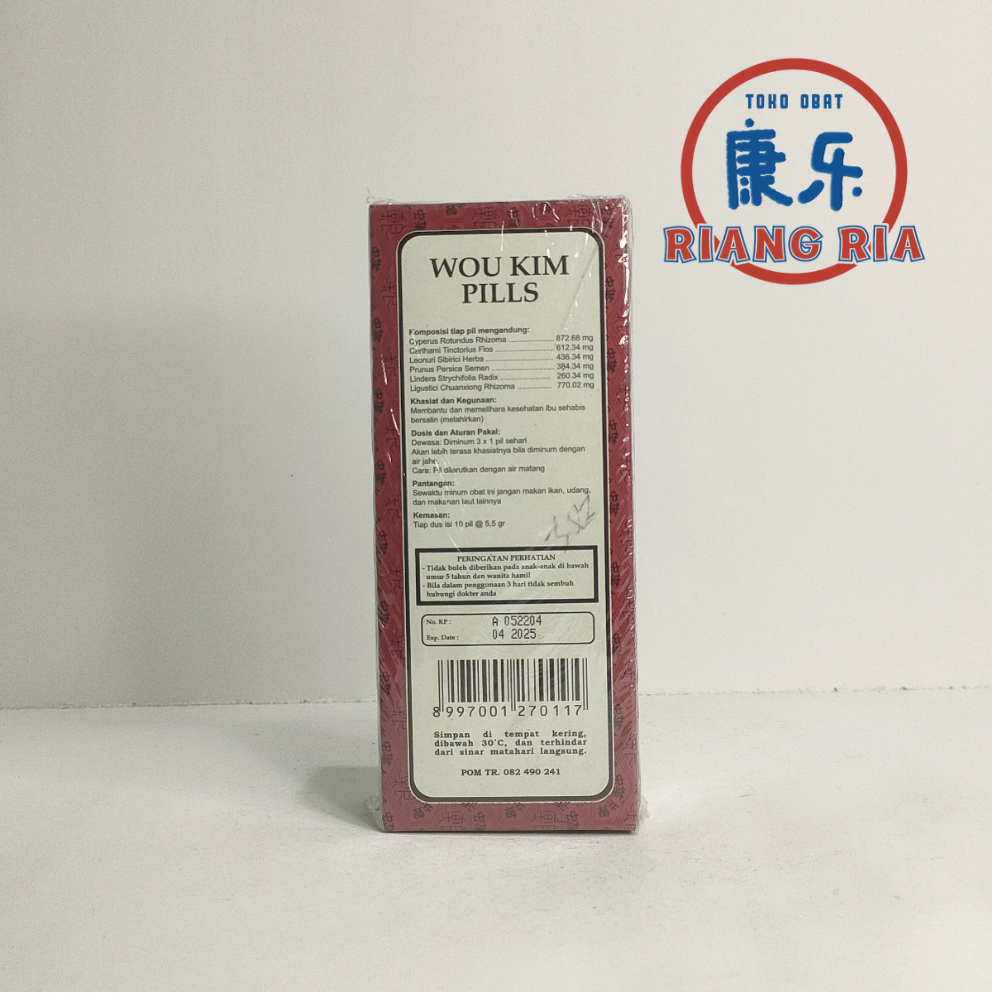 TOKO OBAT
康乐
RIANG RIA
WOU KIM
PILLS
Komposisi tiap pil mengandung:
Cyperus Rotundus Rhizoma ........................ 872.68 mg
Carthami Tinctorius Flos ............................ 612.34 mg
Leonuri Sibirici Herba ................................ 436.34 mg
Prunus Persica Semen .............................. 384.34 mg
Lindera Strychifolia Radix .......................... 260.34 mg
Ligustici Chuanxiong Rhizoma ................. 770.02 mg
Khasiat dan Kegunaan:
Membantu dan memelihara kesehatan ibu sehabis
bersalin (melahirkan)
Dosis dan Aturan Pakai:
Dewasa: Diminum 3 x 1 pil sehari
Akan lebih terasa khasiatnya bila diminum dengan
air jahe
Cara: Pil dilarutkan dengan air matang
Pantangan:
Sewaktu minum obat ini jangan makan ikan, udang,
dan makanan laut lainnya
Kemasan:
Tiap dus isi 10 pil @ 5,5 gr
PERINGATAN PERHATIAN
- Tidak boleh diberikan pada anak-anak di bawah
umur 5 tahun dan wanita hamil
- Bila dalam penggunaan 3 hari tidak sembuh
hubungi dokter anda
No. KP : A 052204
Exp. Date : 04 2025
8 997001 270117
Simpan di tempat kering,
dibawah 30°C, dan terhindar
dari sinar matahari langsung.
POM TR. 082 490 241